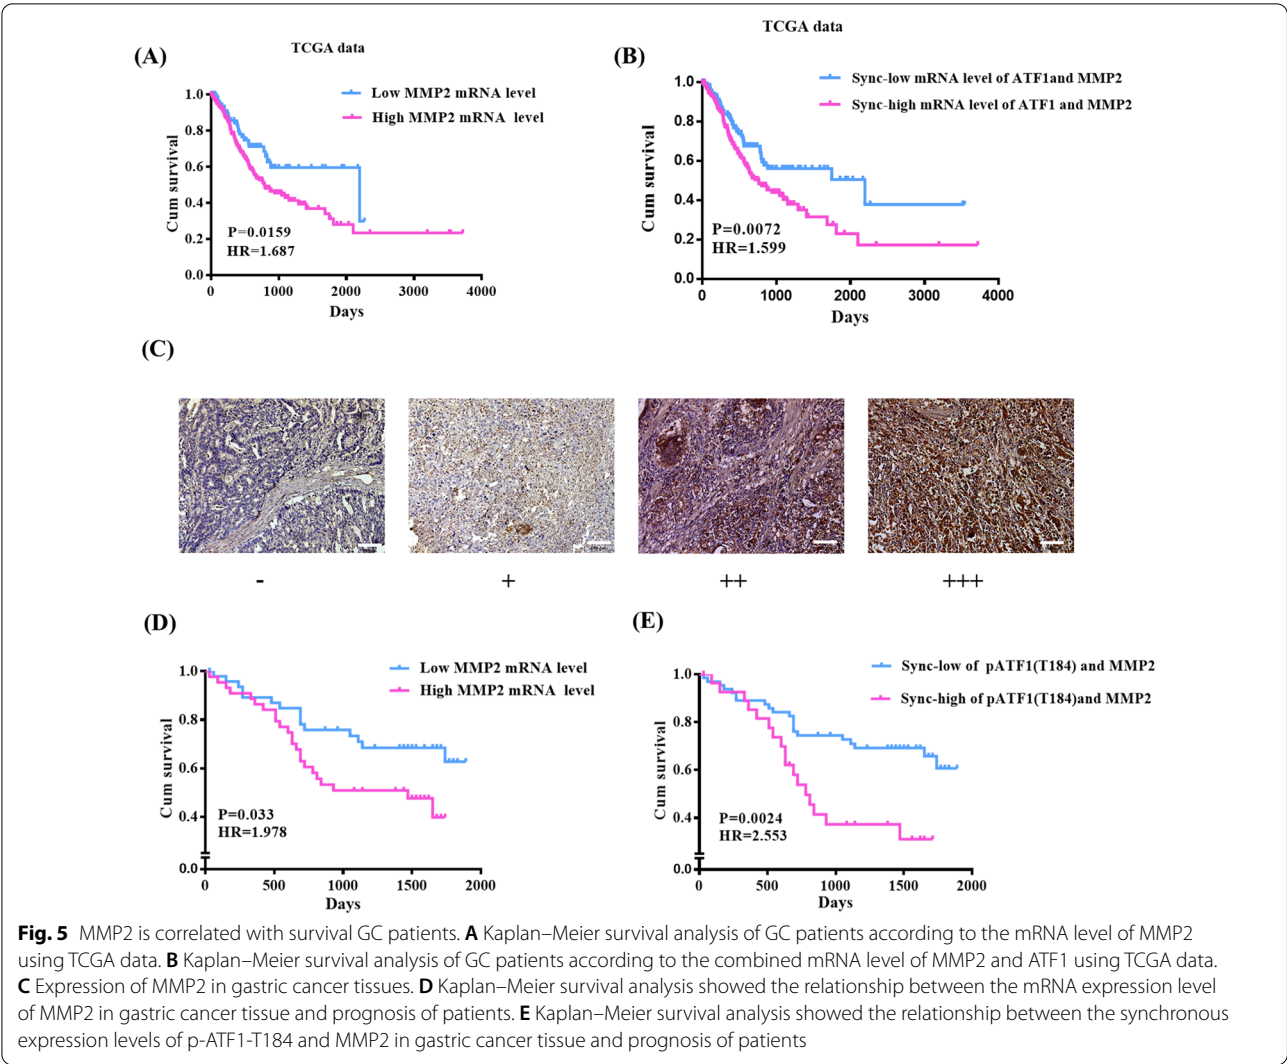 (A)
TCGA data
Low MMP2 mRNA level
High MMP2 mRNA level
Cum survival
1.0
0.8
0.6
0.4
0.2
0.0
P=0.0159
HR=1.687
0 1000 2000 3000 4000
Days
(B)
TCGA data
Sync-low mRNA level of ATF1and MMP2
Sync-high mRNA level of ATF1 and MMP2
Cum survival
1.0
0.8
0.6
0.4
0.2
0.0
P=0.0072
HR=1.599
0 1000 2000 3000 4000
Days
(C)
- + ++ +++
(D)
Low MMP2 mRNA level
High MMP2 mRNA level
Cum survival
1.0
0.8
0.6
0.4
0.0
P=0.033
HR=1.978
0 500 1000 1500 2000
Days
(E)
Sync-low of pATF1(T184) and MMP2
Sync-high of pATF1(T184)and MMP2
Cum survival
1.0
0.8
0.6
0.4
0.0
P=0.0024
HR=2.553
0 500 1000 1500 2000
Days
Fig. 5 MMP2 is correlated with survival GC patients. A Kaplan–Meier survival analysis of GC patients according to the mRNA level of MMP2
using TCGA data. B Kaplan–Meier survival analysis of GC patients according to the combined mRNA level of MMP2 and ATF1 using TCGA data.
C Expression of MMP2 in gastric cancer tissues. D Kaplan–Meier survival analysis showed the relationship between the mRNA expression level
of MMP2 in gastric cancer tissue and prognosis of patients. E Kaplan–Meier survival analysis showed the relationship between the synchronous
expression levels of p-ATF1-T184 and MMP2 in gastric cancer tissue and prognosis of patients